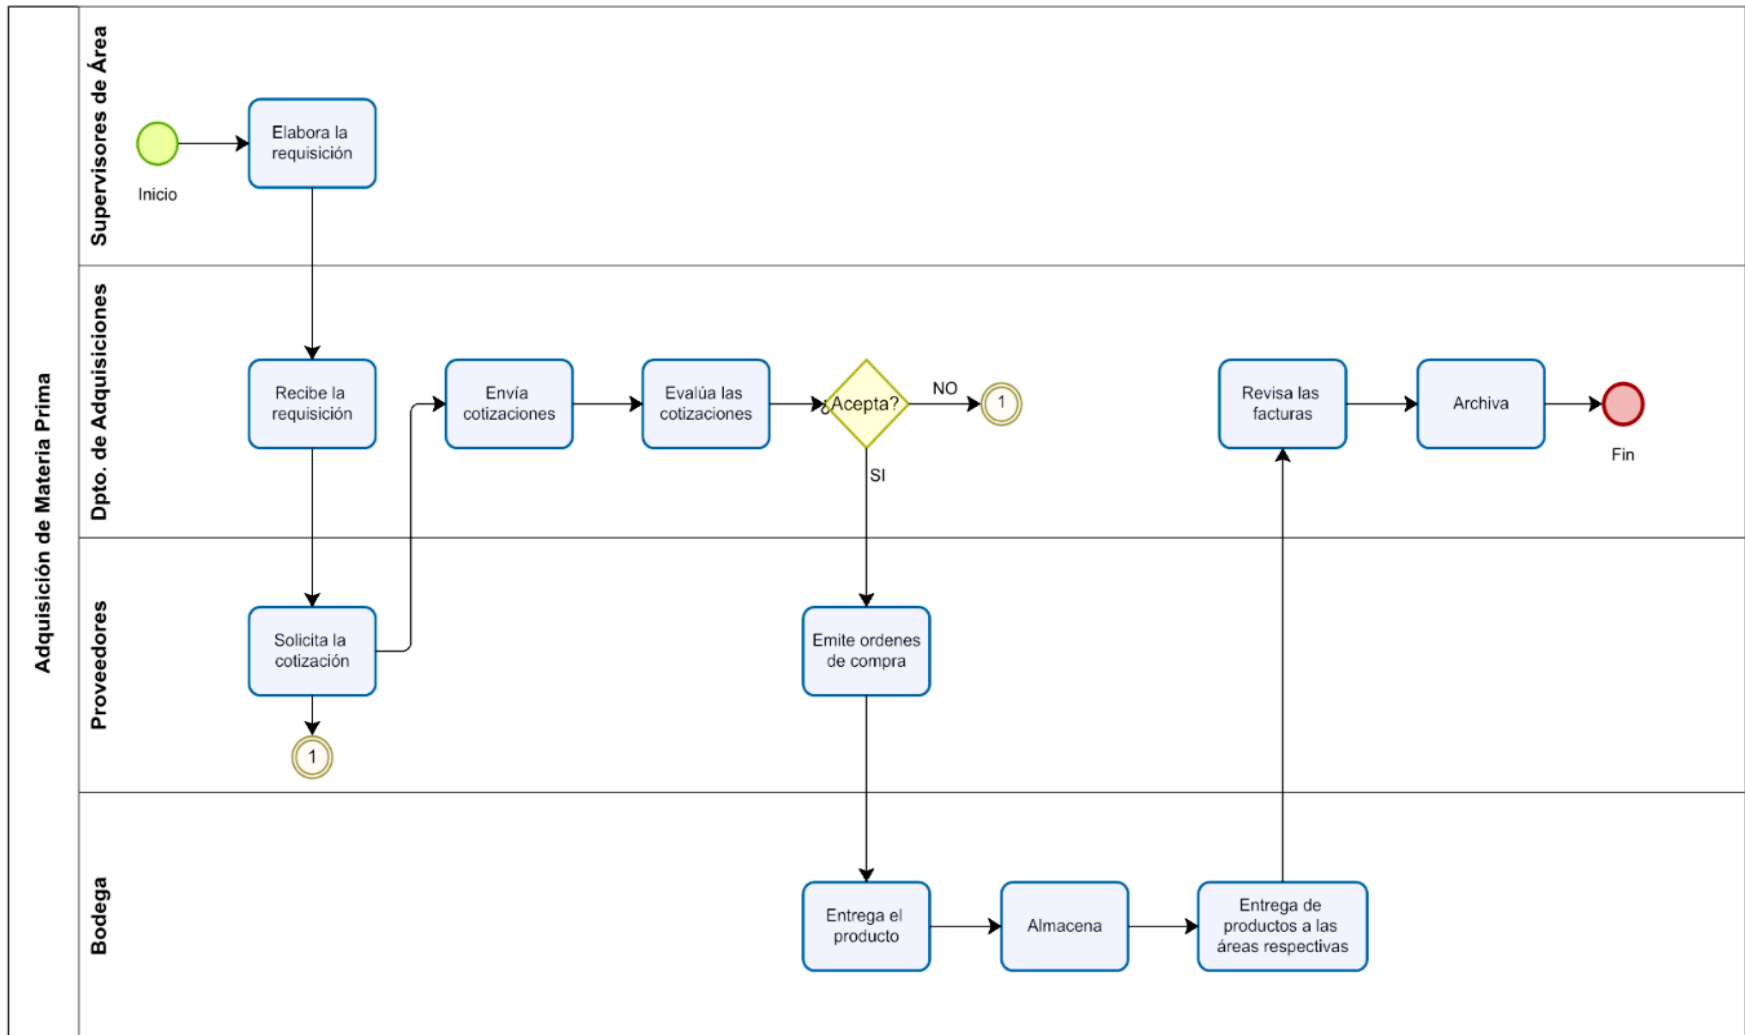 Adquisición de Materia Prima
Supervisores de Área
Inicio
Elabora la
requisición
Dpto. de Adquisiciones
Recibe la
requisición
Envía
cotizaciones
Evalúa las
cotizaciones
¿Acepta?
NO
1
SI
Revisa las
facturas
Archiva
Fin
Proveedores
Solicita la
cotización
1
Emite ordenes
de compra
Bodega
Entrega el
producto
Almacena
Entrega de
productos a las
áreas respectivas